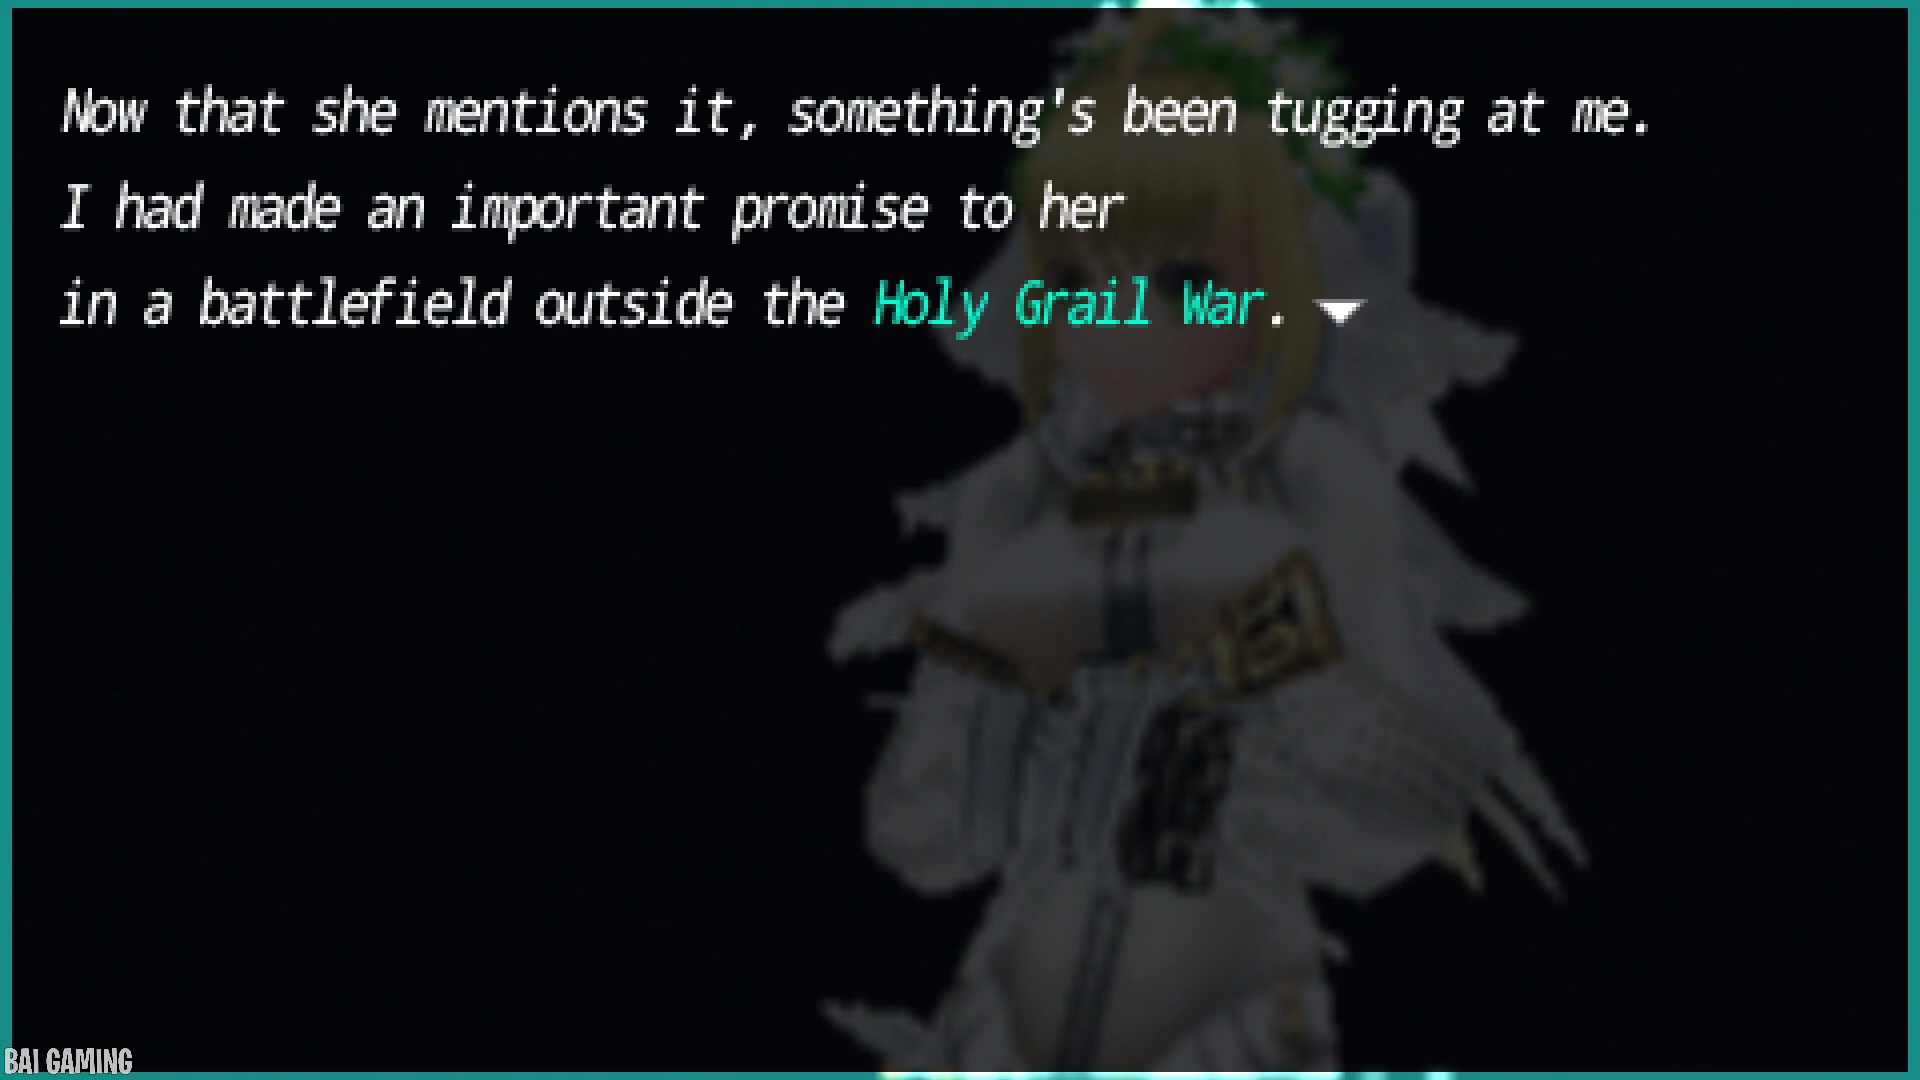 Now that she mentions it, something's been tugging at me.
I had made an important promise to her
in a battlefield outside the Holy Grail War.
BAI GAMING